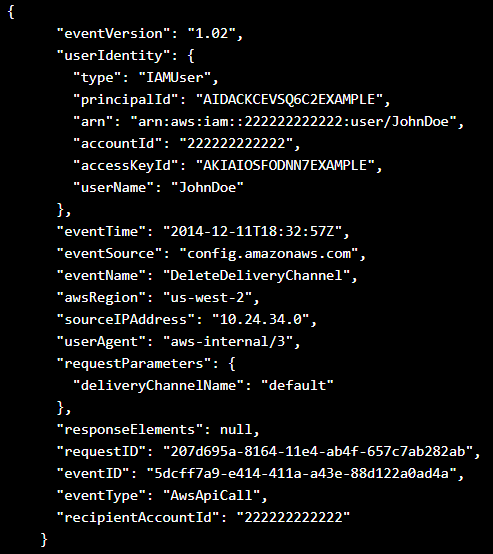 {
"eventVersion": "1.02",
"userIdentity": {
"type": "IAMUser",
"principalId": "AIDACKCEVSQ6C2EXAMPLE",
"arn": "arn:aws:iam::222222222222:user/JohnDoe",
"accountId": "222222222222",
"accessKeyId": "AKIAIOSFODNN7EXAMPLE",
"userName": "JohnDoe"
},
"eventTime": "2014-12-11T18:32:57Z",
"eventSource": "config.amazonaws.com",
"eventName": "DeleteDeliveryChannel",
"awsRegion": "us-west-2",
"sourceIPAddress": "10.24.34.0",
"userAgent": "aws-internal/3",
"requestParameters": {
"deliveryChannelName": "default"
},
"responseElements": null,
"requestID": "207d695a-8164-11e4-ab4f-657c7ab282ab",
"eventID": "5dcff7a9-e414-411a-a43e-88d122a0ad4a",
"eventType": "AwsApiCall",
"recipientAccountId": "222222222222"
}